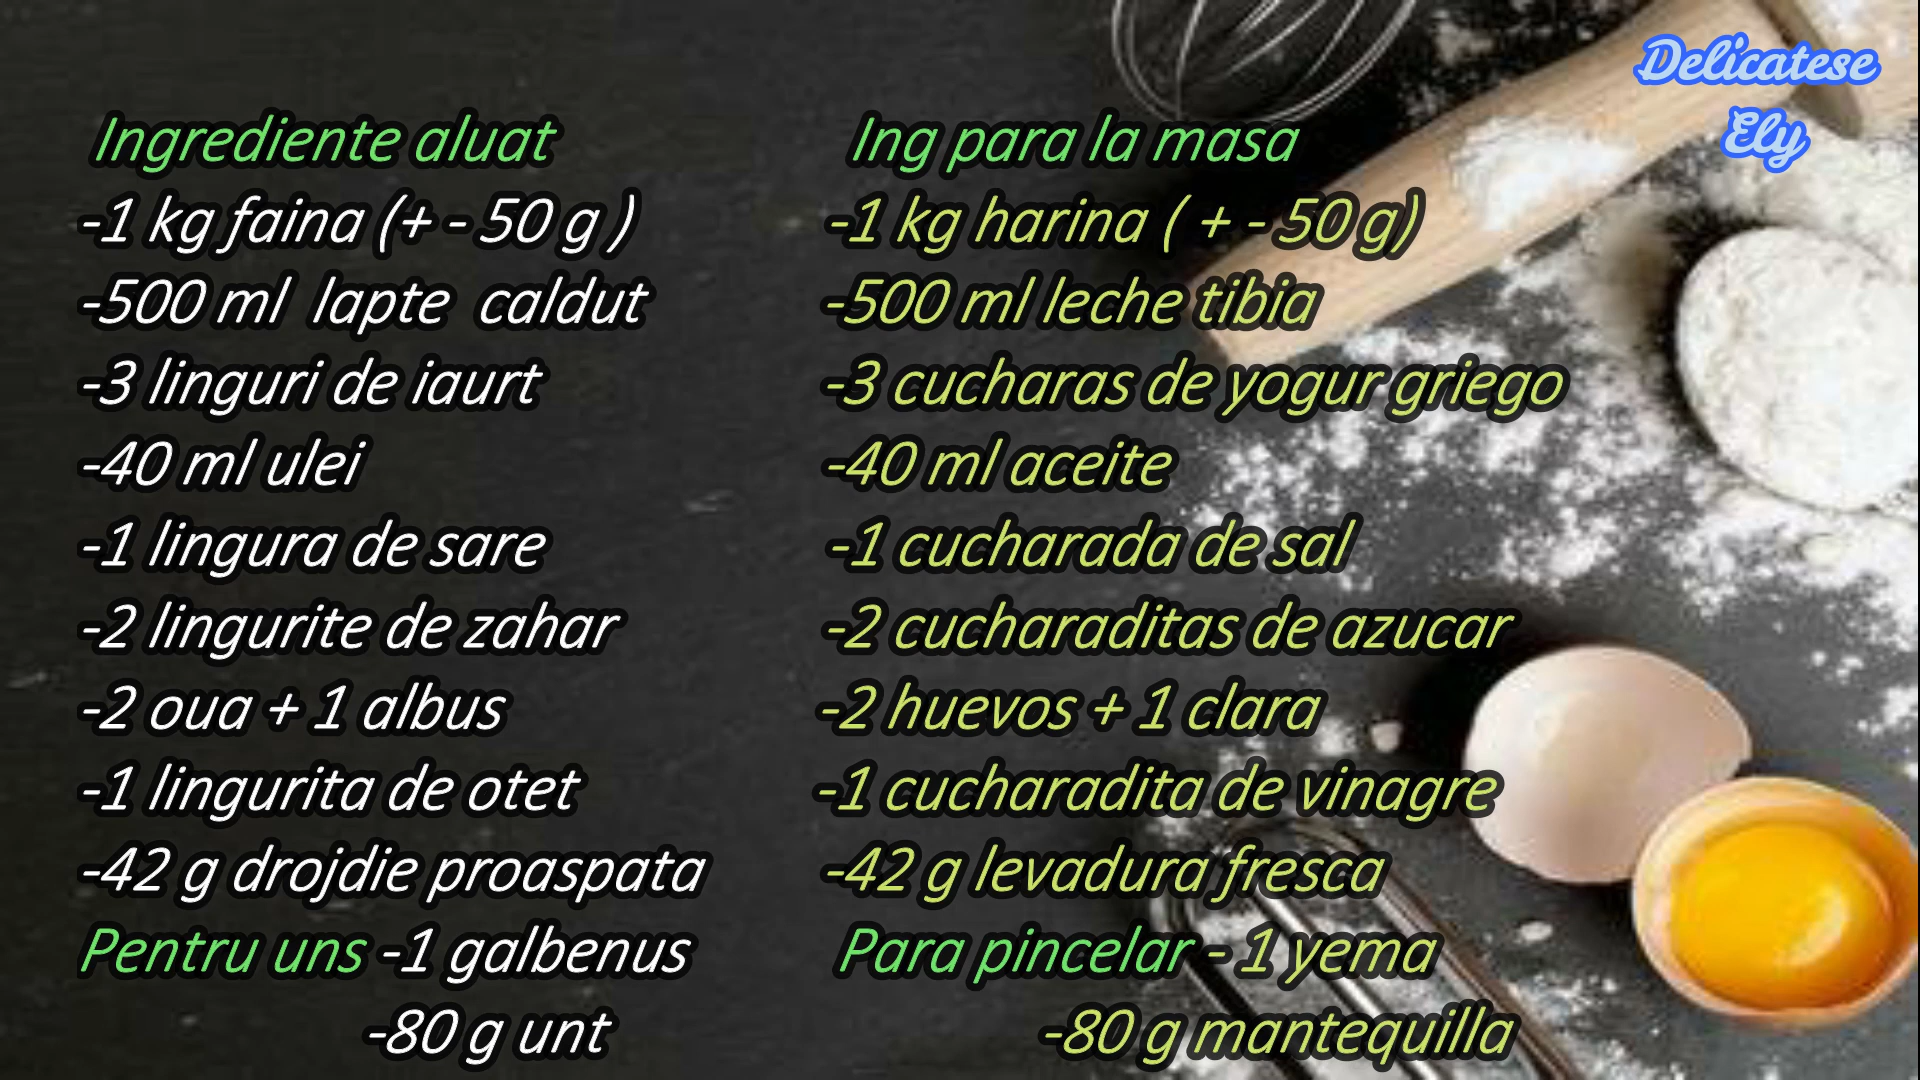 Delicatese
Ely
Ingrediente aluat
-1 kg faina (+ - 50 g )
-500 ml lapte caldut
-3 linguri de iaurt
-40 ml ulei
-1 lingura de sare
-2 lingurite de zahar
-2 oua + 1 albus
-1 lingurita de otet
-42 g drojdie proaspata
Pentru uns -1 galbenus
-80 g unt
Ing para la masa
-1 kg harina ( + - 50 g)
-500 ml leche tibia
-3 cucharas de yogur griego
-40 ml aceite
-1 cucharada de sal
-2 cucharaditas de azucar
-2 huevos + 1 clara
-1 cucharadita de vinagre
-42 g levadura fresca
Para pincelar - 1 yema
-80 g mantequilla